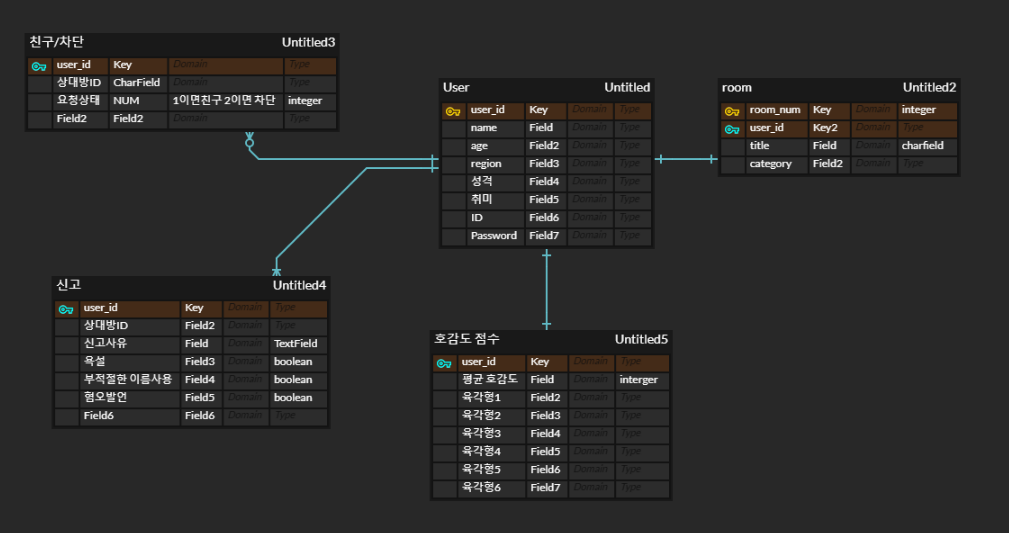 친구/차단 Untitled3
user_id Key Domain Type
상대방ID CharField Domain Type
요청상태 NUM 1이면친구 2이면 차단 integer
Field2 Field2 Domain Type
User Untitled
user_id Key Domain Type
name Field Domain Type
age Field2 Domain Type
region Field3 Domain Type
성격 Field4 Domain Type
취미 Field5 Domain Type
ID Field6 Domain Type
Password Field7 Domain Type
room Untitled2
room_num Key Domain integer
user_id Key2 Domain Type
title Field Domain charfield
category Field2 Domain Type
신고 Untitled4
user_id Key Domain Type
상대방ID Field2 Domain Type
신고사유 Field Domain TextField
욕설 Field3 Domain boolean
부적절한 이름사용 Field4 Domain boolean
혐오발언 Field5 Domain boolean
Field6 Field6 Domain Type
호감도 점수 Untitled5
user_id Key Domain Type
평균 호감도 Field Domain interger
육각형1 Field2 Domain Type
육각형2 Field3 Domain Type
육각형3 Field4 Domain Type
육각형4 Field5 Domain Type
육각형5 Field6 Domain Type
육각형6 Field7 Domain Type